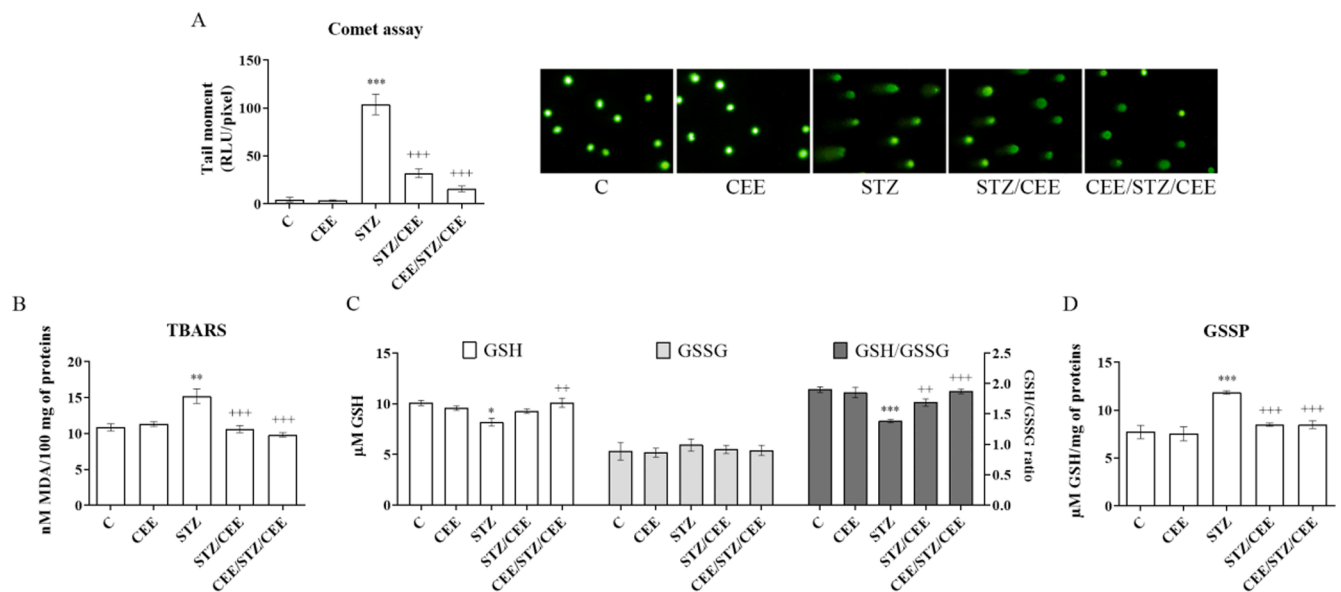 A
Comet assay
Tail moment
(RLU/pixel)
150
100
50
0
***
+++
+++
C
CEE
STZ
STZ/CEE
CEE/STZ/CEE
C
CEE
STZ
STZ/CEE
CEE/STZ/CEE
B
TBARS
nM MDA/100 mg of proteins
20
15
10
5
0
**
+++
+++
C
CEE
STZ
STZ/CEE
CEE/STZ/CEE
C
GSH
GSSG
GSH/GSSG
µM GSH
15
10
5
0
*
++
***
++
+++
2.5
2.0
1.5
1.0
0.5
0.0
GSH/GSSG ratio
C
CEE
STZ
STZ/CEE
CEE/STZ/CEE
C
CEE
STZ
STZ/CEE
CEE/STZ/CEE
C
CEE
STZ
STZ/CEE
CEE/STZ/CEE
D
GSSP
µM GSH/mg of proteins
15
10
5
0
***
+++
+++
C
CEE
STZ
STZ/CEE
CEE/STZ/CEE